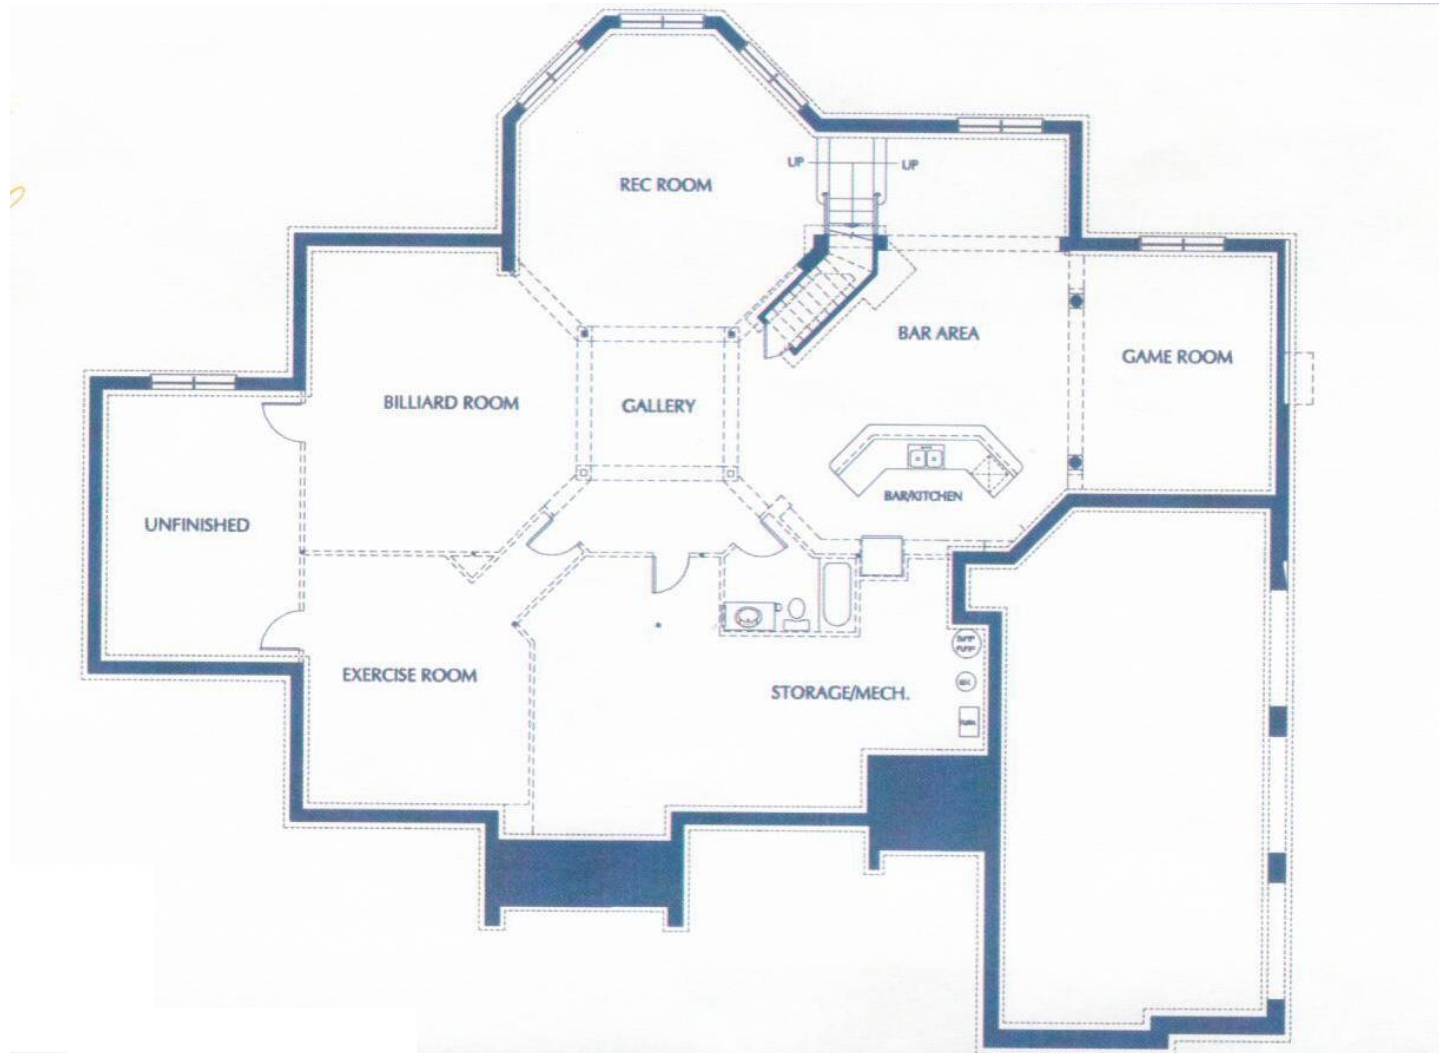 UP
UP
REC ROOM
BAR AREA
GAME ROOM
BILLIARD ROOM
GALLERY
BAR/KITCHEN
UNFINISHED
EXERCISE ROOM
STORAGE/MECH.